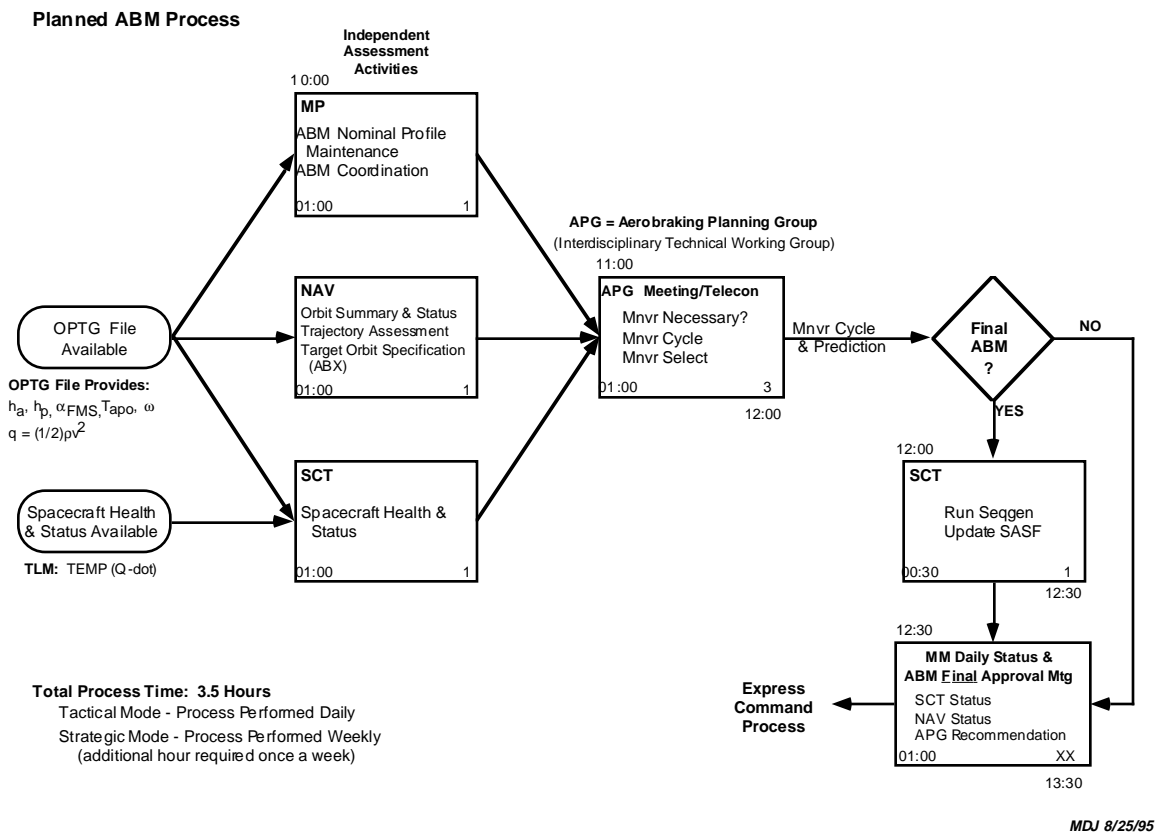 Planned ABM Process
Independent
Assessment
Activities
10:00
MP
ABM Nominal Profile
Maintenance
ABM Coordination
01:00 1
APG = Aerobraking Planning Group
(Interdisciplinary Technical Working Group)
11:00
NAV
Orbit Summary & Status
Trajectory Assessment
Target Orbit Specification
(ABX)
01:00 1
APG Meeting/Telecon
Mnvr Necessary?
Mnvr Cycle
Mnvr Select
01:00 3
12:00
OPTG File
Available
OPTG File Provides:
hₐ, hₚ, α_FMS, Tapo, ω
q = (1/2)ρv²
Mnvr Cycle
& Prediction
Final
ABM
?
NO
YES
Spacecraft Health
& Status Available
TLM: TEMP (Q-dot)
SCT
Spacecraft Health &
Status
01:00 1
12:00
SCT
Run Seqgen
Update SASF
00:30 1
12:30
12:30
MM Daily Status &
ABM Final Approval Mtg
SCT Status
NAV Status
APG Recommendation
01:00 XX
13:30
Express
Command
Process
Total Process Time: 3.5 Hours
Tactical Mode - Process Performed Daily
Strategic Mode - Process Performed Weekly
(additional hour required once a week)
MDJ 8/25/95